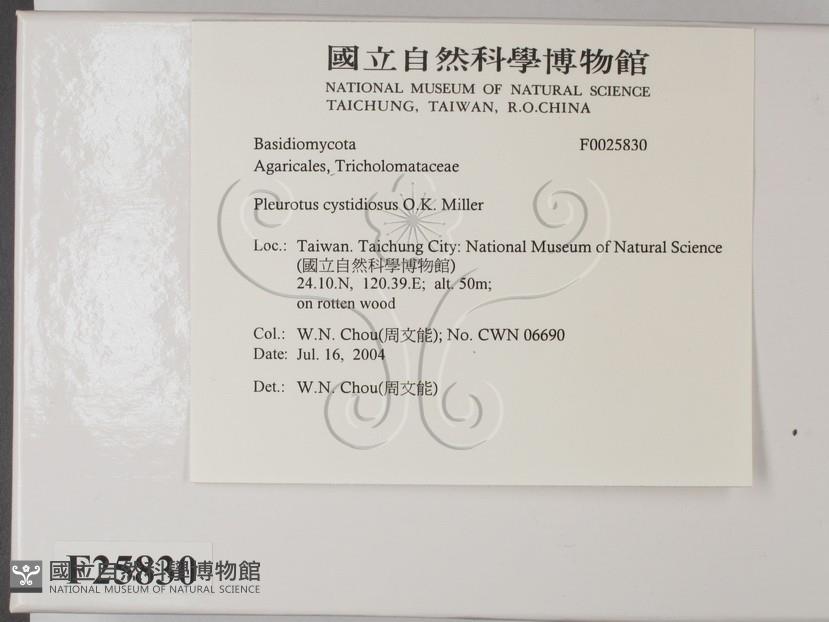 國立自然科學博物館
NATIONAL MUSEUM OF NATURAL SCIENCE
TAICHUNG, TAIWAN, R.O.CHINA
Basidiomycota F0025830
Agaricales, Tricholomataceae
Pleurotus cystidiosus O.K. Miller
Loc.: Taiwan. Taichung City: National Museum of Natural Science
(國立自然科學博物館)
24.10.N, 120.39.E; alt. 50m;
on rotten wood
Col.: W.N. Chou(周文能); No. CWN 06690
Date: Jul. 16, 2004
Det.: W.N. Chou(周文能)
F25830
國立自然科學博物館
NATIONAL MUSEUM OF NATURAL SCIENCE